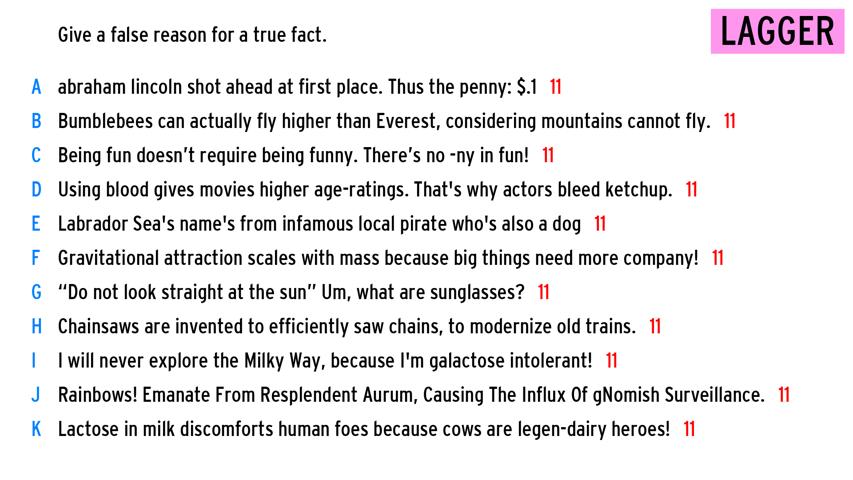 Give a false reason for a true fact.
LAGGER
A abraham lincoln shot ahead at first place. Thus the penny: $.1 11
B Bumblebees can actually fly higher than Everest, considering mountains cannot fly. 11
C Being fun doesn't require being funny. There's no -ny in fun! 11
D Using blood gives movies higher age-ratings. That's why actors bleed ketchup. 11
E Labrador Sea's name's from infamous local pirate who's also a dog 11
F Gravitational attraction scales with mass because big things need more company! 11
G “Do not look straight at the sun” Um, what are sunglasses? 11
H Chainsaws are invented to efficiently saw chains, to modernize old trains. 11
I I will never explore the Milky Way, because I'm galactose intolerant! 11
J Rainbows! Emanate From Resplendent Aurum, Causing The Influx Of gNomish Surveillance. 11
K Lactose in milk discomforts human foes because cows are legen-dairy heroes! 11